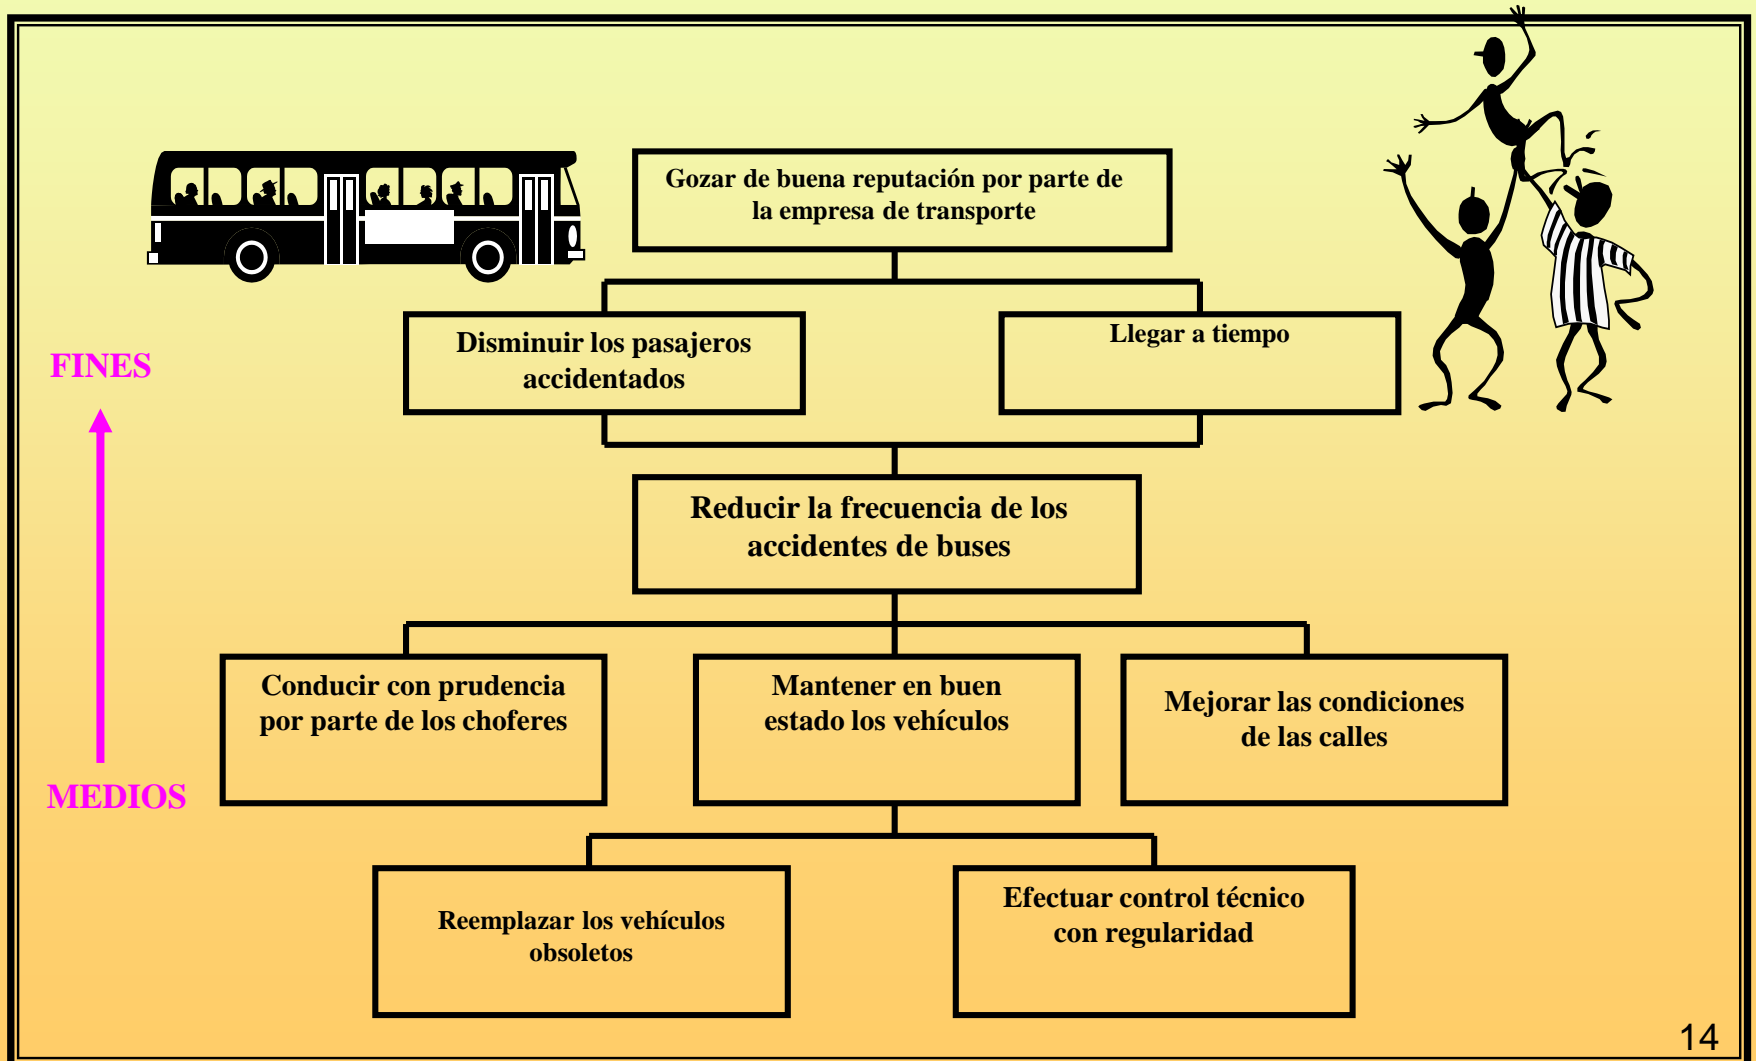 Gozar de buena reputación por parte de
la empresa de transporte
Disminuir los pasajeros
accidentados
Llegar a tiempo
FINES
Reducir la frecuencia de los
accidentes de buses
Conducir con prudencia
por parte de los choferes
Mantener en buen
estado los vehículos
Mejorar las condiciones
de las calles
MEDIOS
Reemplazar los vehículos
obsoletos
Efectuar control técnico
con regularidad
14